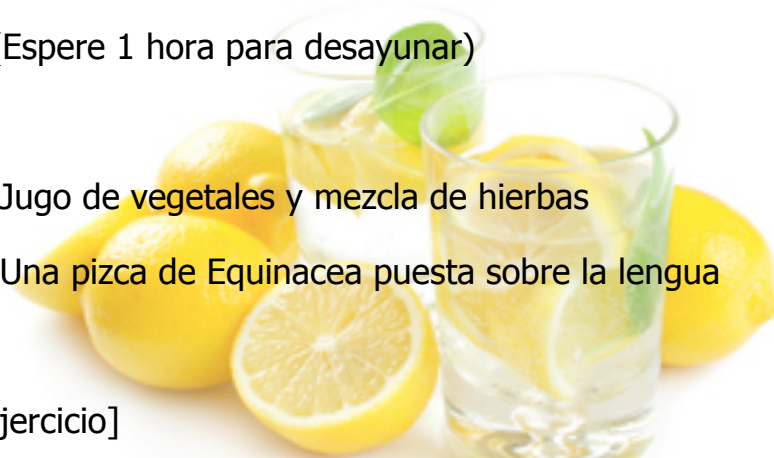 (Espere 1 hora para desayunar)
Jugo de vegetales y mezcla de hierbas
Una pizca de Equinacea puesta sobre la lengua
jercicio]